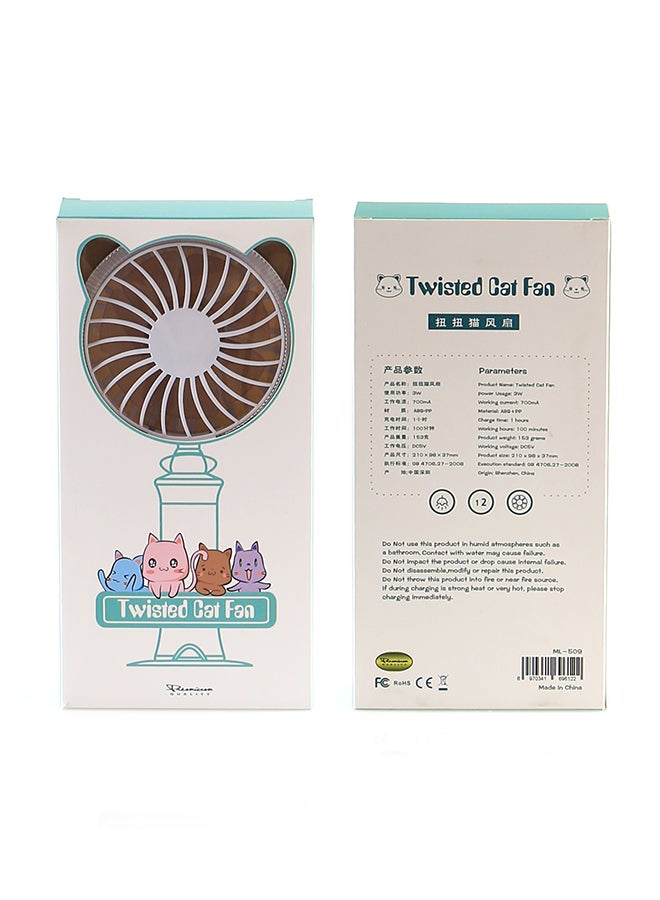 Twisted Cat Fan
Premium
QUALITY
Twisted Cat Fan
扭扭猫风扇
产品参数
产品名称: 扭扭猫风扇
使用功率: 3W
工作电流: 700mA
材 质: ABS+PP
充电时间: 1小时
工作时间: 100分钟
产品重量: 153克
工作电压: DC5V
产品尺寸: 210×98×37mm
执行标准: GB 4706.27-2008
产 地: 中国深圳
Parameters
Product Name: Twisted Cat Fan
Power Usage: 3W
Working current: 700mA
Material: ABS + PP
Charge time: 1 hours
Working hours: 100 minutes
Product weight: 153 grams
Working voltage: DC5V
Product size: 210 x 98 x 37mm
Execution standard: GB 4706.27-2008
Origin: Shenzhen, China
12
Do Not use this product in humid atmospheres such as
a bathroom.Contact with water may cause failure.
Do Not impact the product or drop cause internal failure.
Do Not disassemble,modify or repair this product.
Do Not throw this product into fire or near fire source.
If during charging is strong heat or very hot, please stop
charging immediately.
Premium
FC RoHS CE
ML-509
6 970341 696122
Made in China